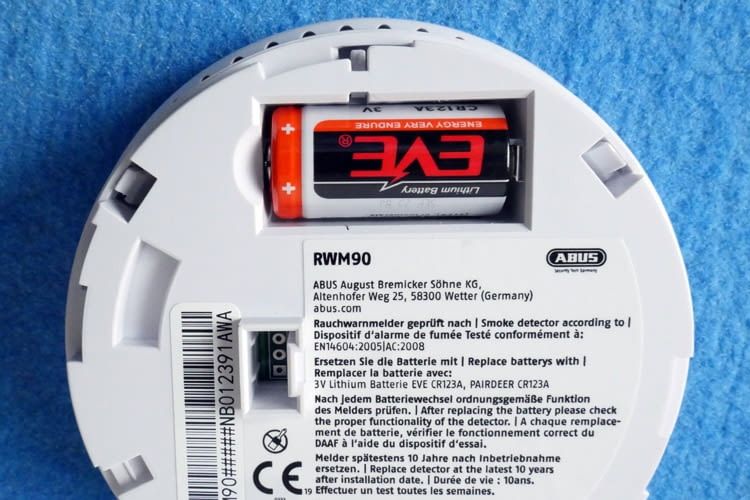 CR123A 3V
ENERGY VERY ENDURE
EVE®
Lithium Battery
RWM90
ABUS
Security Tech Germany
ABUS August Bremicker Söhne KG,
Altenhofer Weg 25, 58300 Wetter (Germany)
abus.com
Rauchwarnmelder geprüft nach | Smoke detector according to |
Dispositif d'alarme de fumée Testé conformément à:
EN14604:2005|AC:2008
Ersetzen Sie die Batterie mit | Replace batterys with |
Remplacer la batterie avec:
3V Lithium Batterie EVE CR123A, PAIRDEER CR123A
Nach jedem Batteriewechsel ordnungsgemäße Funktion
des Melders prüfen. | After replacing the battery please check
the proper functionality of the detector. | A chaque remplace-
ment de batterie, vérifier le fonctionnement correct du
DAAF à l'aide du dispositif d'essai.
Melder spätestens 10 Jahre nach Inbetriebnahme
ersetzen. | Replace detector at the latest 10 years
after installation date. | Durée de vie : 10ans.
Effectuer un test toutes les semaines.
CE
19
M90#####NB012391AWA